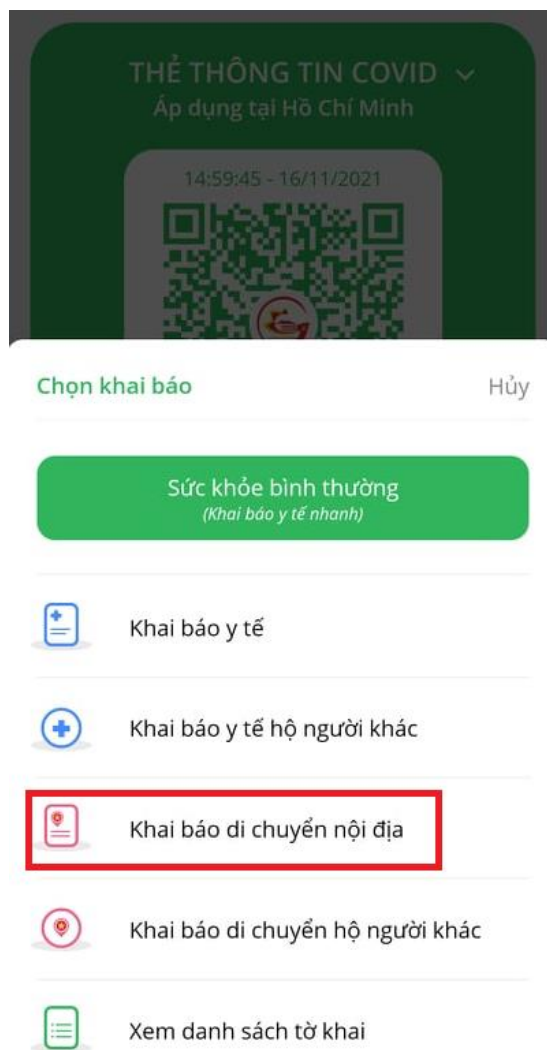 THẺ THÔNG TIN COVID
Áp dụng tại Hồ Chí Minh
14:59:45 - 16/11/2021
Chọn khai báo
Hủy
Sức khỏe bình thường
(Khai báo y tế nhanh)
Khai báo y tế
Khai báo y tế hộ người khác
Khai báo di chuyển nội địa
Khai báo di chuyển hộ người khác
Xem danh sách tờ khai